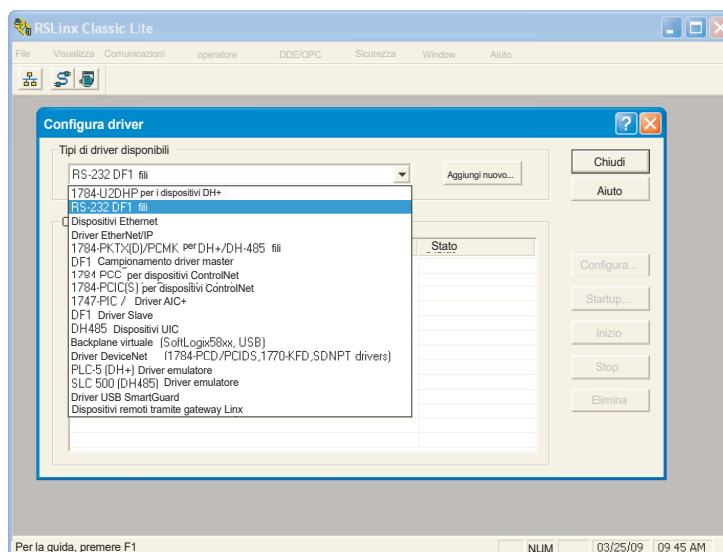 RSLinx Classic Lite
File Visualizza Comunicazioni operatore DDE/OPC Sicurezza Window Aiuto
Configura driver
Tipi di driver disponibili
RS-232 DF1 fili
Aggiungi nuovo...
Chiudi
Aiuto
1784-U2DHP per i dispositivi DH+
RS-232 DF1 fili
Dispositivi Ethernet
Driver EtherNet/IP
1784-PKTX(D)/PCMK per DH+/DH-485 fili
DF1 Campionamento driver master
1784 PCC per dispositivi ControlNet
1784-PCIC(S) per dispositivi ControlNet
1747-PIC / Driver AIC+
DF1 Driver Slave
DH485 Dispositivi UIC
Backplane virtuale (SoftLogix58xx, USB)
Driver DeviceNet (1784-PCD/PCIDS,1770-KFD,SDNPT drivers)
PLC-5 (DH+) Driver emulatore
SLC 500 (DH485) Driver emulatore
Driver USB SmartGuard
Dispositivi remoti tramite gateway Linx
Stato
Configura...
Startup...
Inizio
Stop
Elimina
Per la guida, premere F1
NUM
03/25/09
09:45 AM